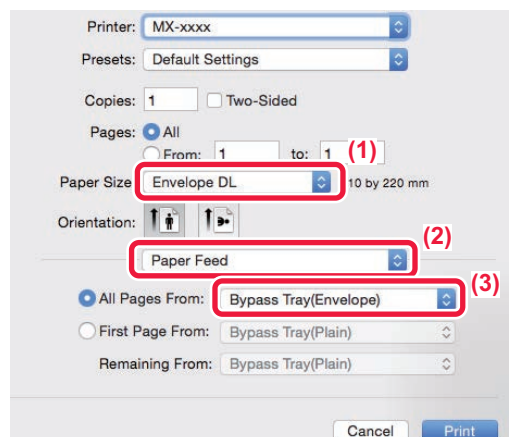 Printer: MX-xxxx
Presets: Default Settings
Copies: 1 Two-Sided
Pages: All
From: 1 to: 1 (1)
Paper Size Envelope DL 10 by 220 mm
Orientation:
(2)
Paper Feed
(3)
All Pages From: Bypass Tray(Envelope)
First Page From: Bypass Tray(Plain)
Remaining From: Bypass Tray(Plain)
Cancel Print